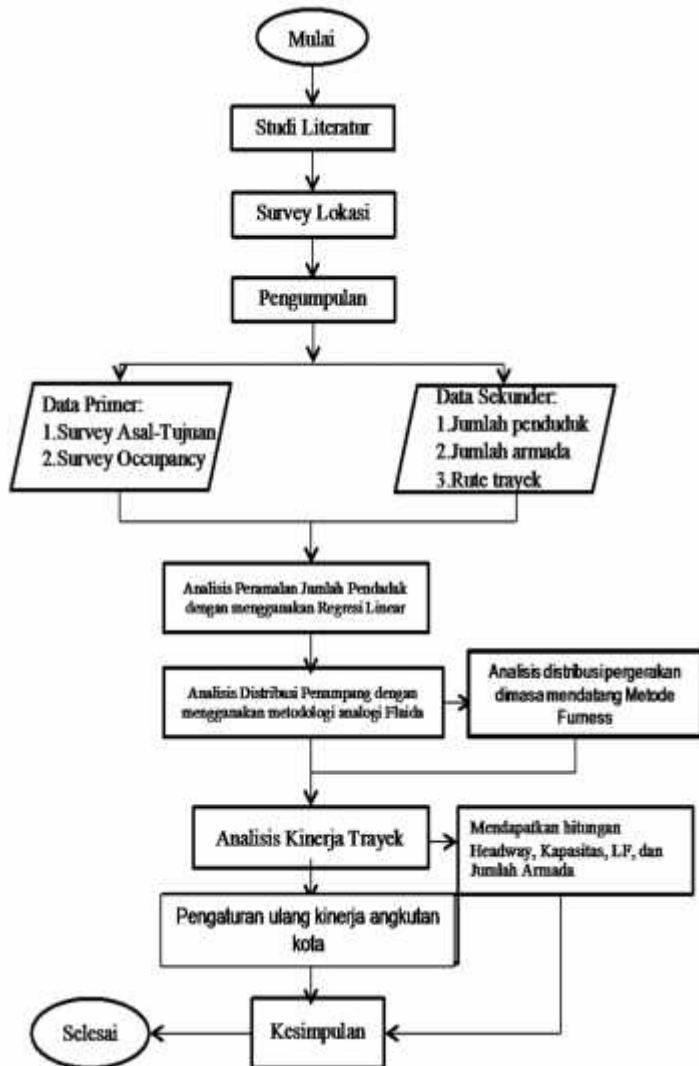 Mulai
Studi Literatur
Survey Lokasi
Pengumpulan
Data Primer:
1.Survey Asal-Tujuan
2.Survey Occupancy
Data Sekunder:
1.Jumlah penduduk
2.Jumlah armada
3.Rute trayek
Analisis Peramalan Jumlah Penduduk
dengan menggunakan Regresi Linear
Analisis Distribusi Penumpang dengan
menggunakan metodologi analogi Fluida
Analisis distribusi pergerakan
dimasa mendatang Metode
Furness
Analisis Kinerja Trayek
Mendapatkan hitungan
Headway, Kapasitas, LF, dan
Jumlah Armada
Pengaturan ulang kinerja angkutan
kota
Selesai
Kesimpulan